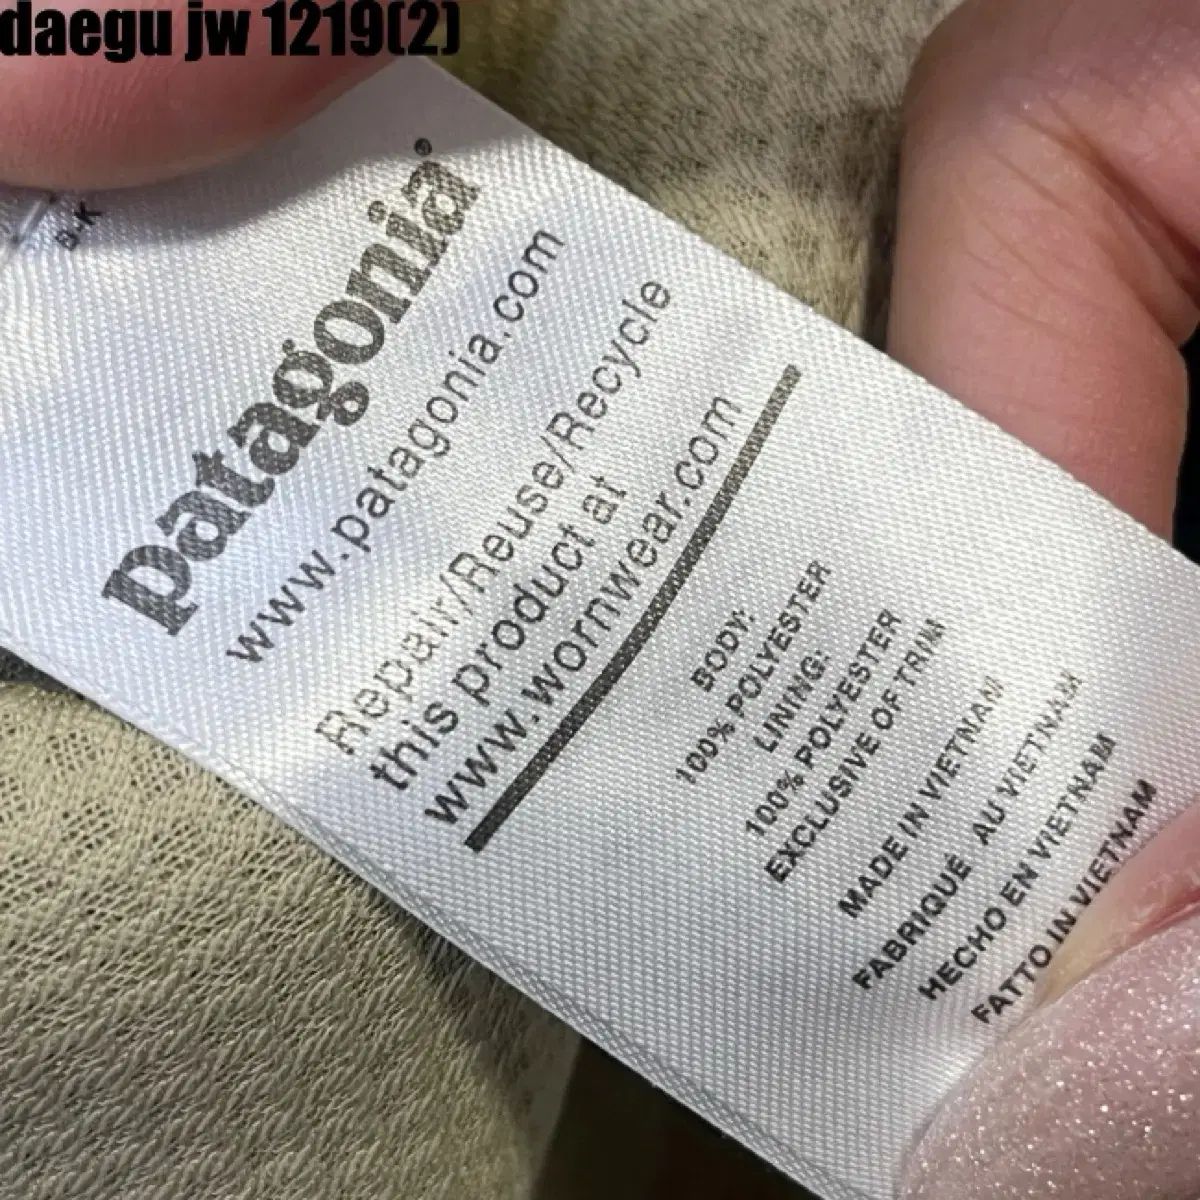 daegu jw 1219(2)
B-K
patagonia®
www.patagonia.com
Repair/Reuse/Recycle
this product at
www.wornwear.com
BODY:
100% POLYESTER
LINING:
100% POLYESTER
EXCLUSIVE OF TRIM
MADE IN VIETNAM
FABRIQUÉ AU VIETNAM
HECHO EN VIETNAM
FATTO IN VIETNAM